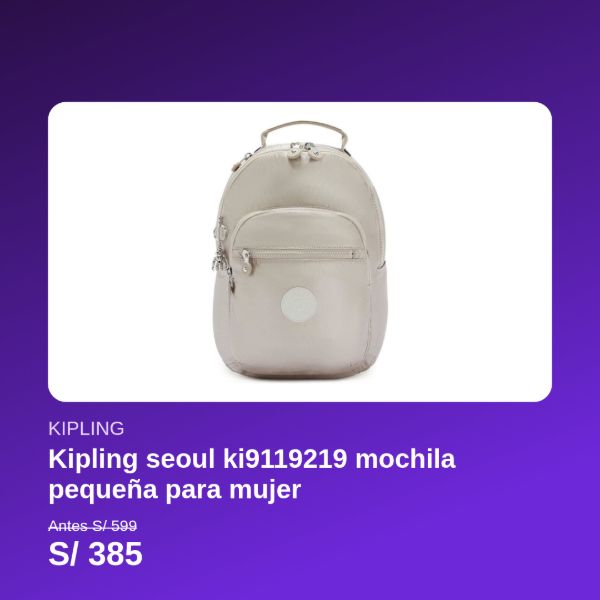 KIPLING
Kipling seoul ki9119219 mochila
pequeña para mujer
Antes S/ 599
S/ 385